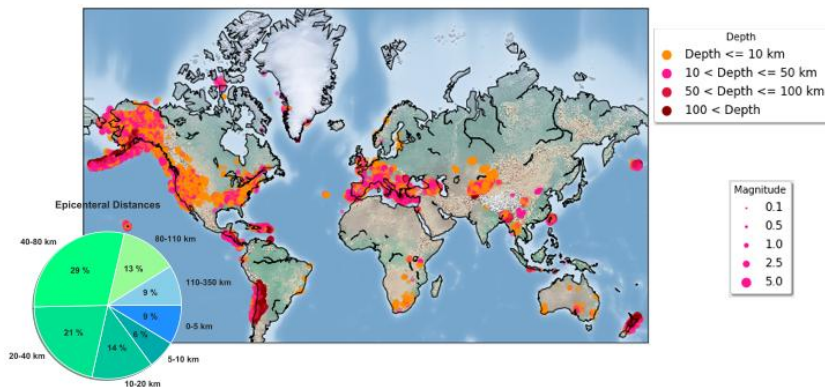 Depth
Depth <= 10 km
10 < Depth <= 50 km
50 < Depth <= 100 km
100 < Depth
Magnitude
0.1
0.5
1.0
2.5
5.0
Epicenteral Distances
40-80 km
80-110 km
29 %
13 %
110-350 km
9 %
9 %
0-5 km
21 %
6 %
14 %
5-10 km
20-40 km
10-20 km